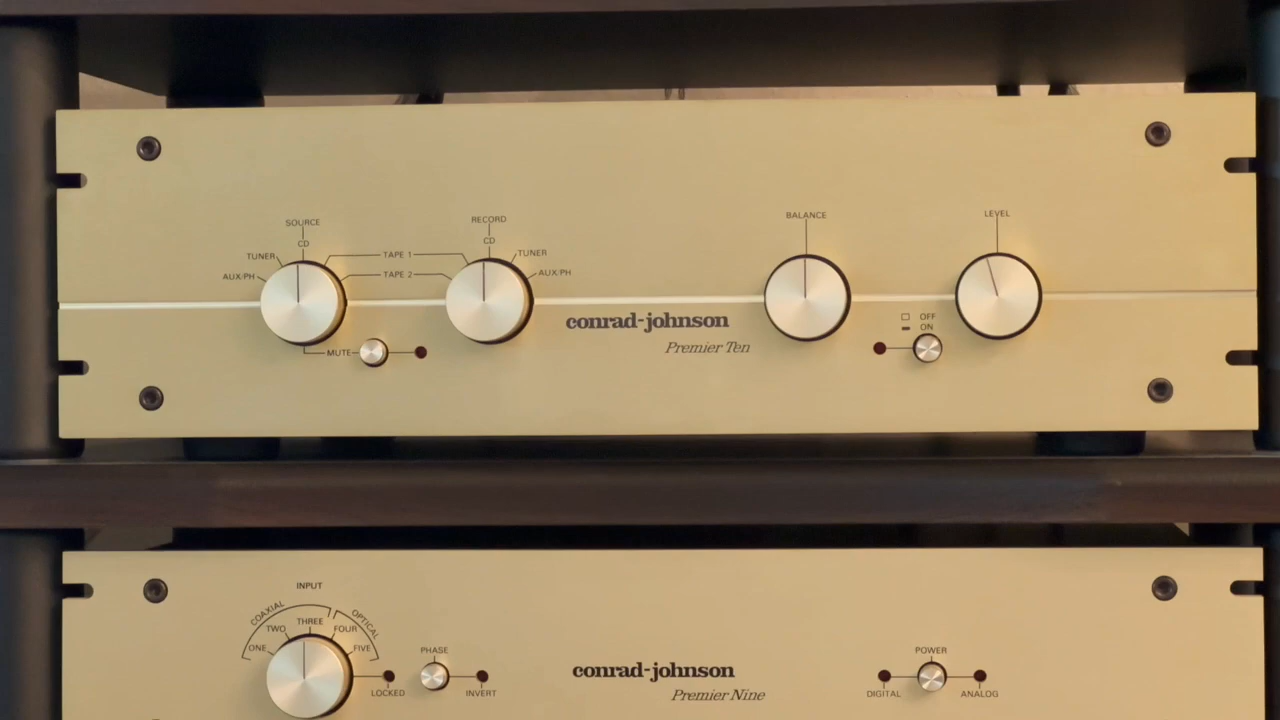 SOURCE
CD
TUNER
AUX/PH
TAPE 1
TAPE 2
RECORD
CD
TUNER
AUX/PH
MUTE
conrad-johnson
Premier Ten
BALANCE
LEVEL
OFF
ON
INPUT
COAXIAL
OPTICAL
ONE
TWO
THREE
FOUR
FIVE
LOCKED
PHASE
INVERT
conrad-johnson
Premier Nine
POWER
DIGITAL
ANALOG